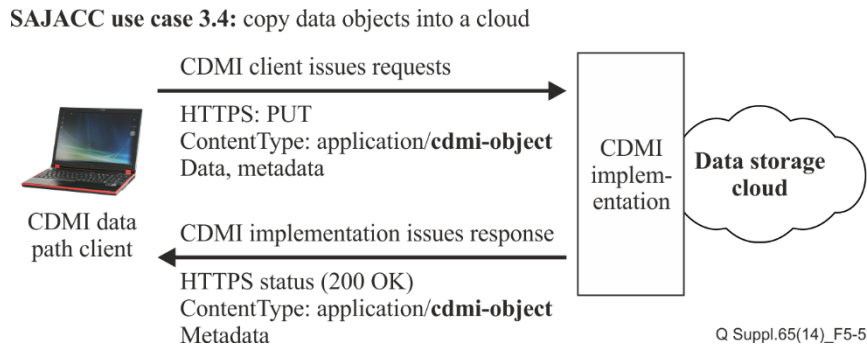 SAJACC use case 3.4: copy data objects into a cloud
CDMI client issues requests
HTTPS: PUT
ContentType: application/cdmi-object
Data, metadata
CDMI data
path client
CDMI implementation issues response
HTTPS status (200 OK)
ContentType: application/cdmi-object
Metadata
CDMI
implem-
entation
Data storage
cloud
Q Suppl.65(14)_F5-5